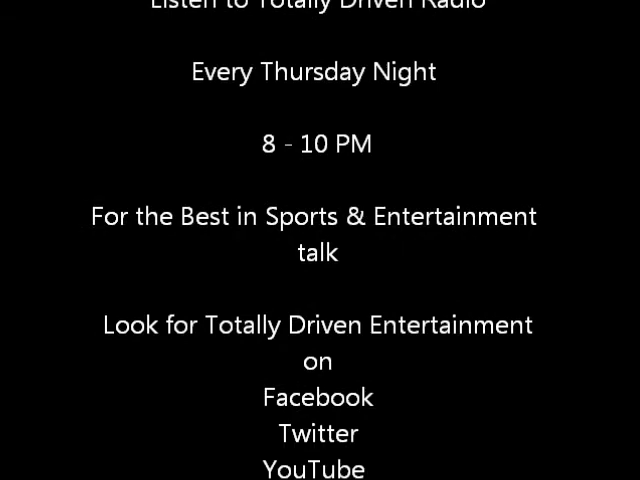 Listen to Totally Driven Radio
Every Thursday Night
8 - 10 PM
For the Best in Sports & Entertainment
talk
Look for Totally Driven Entertainment
on
Facebook
Twitter
YouTube